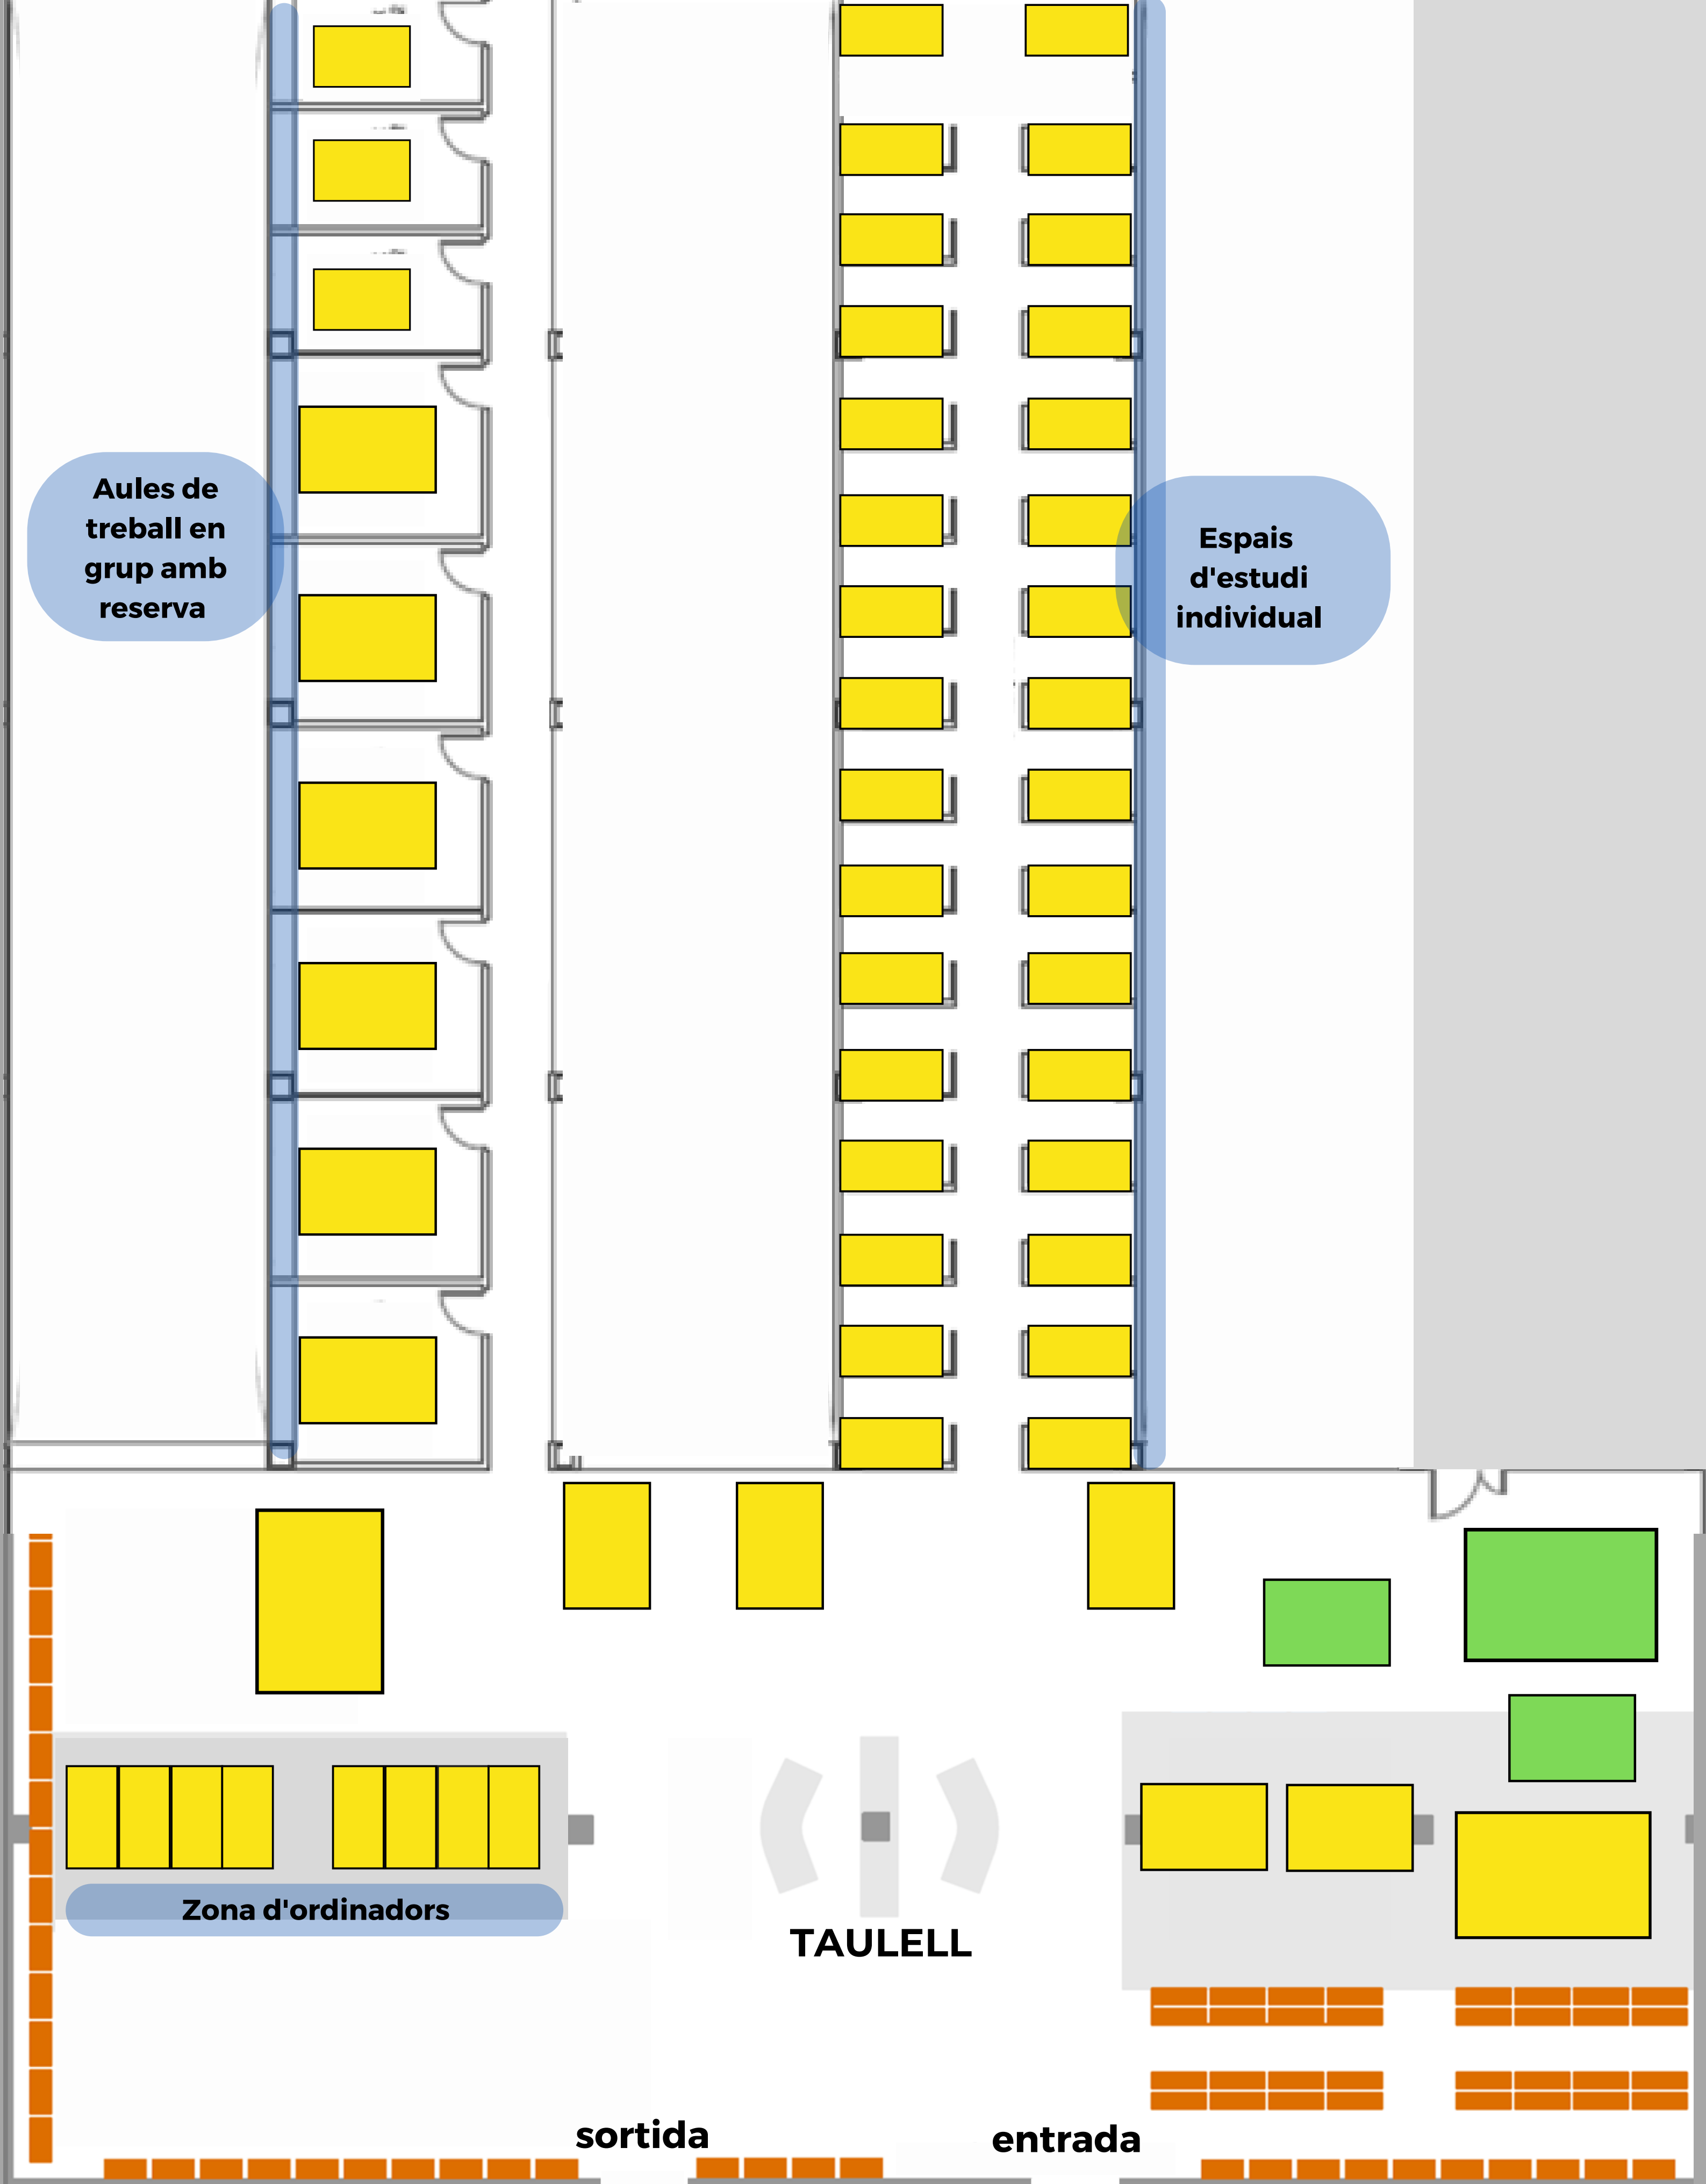 Aules de
treball en
grup amb
reserva
Espais
d'estudi
individual
Zona d'ordinadors
TAULELL
sortida
entrada